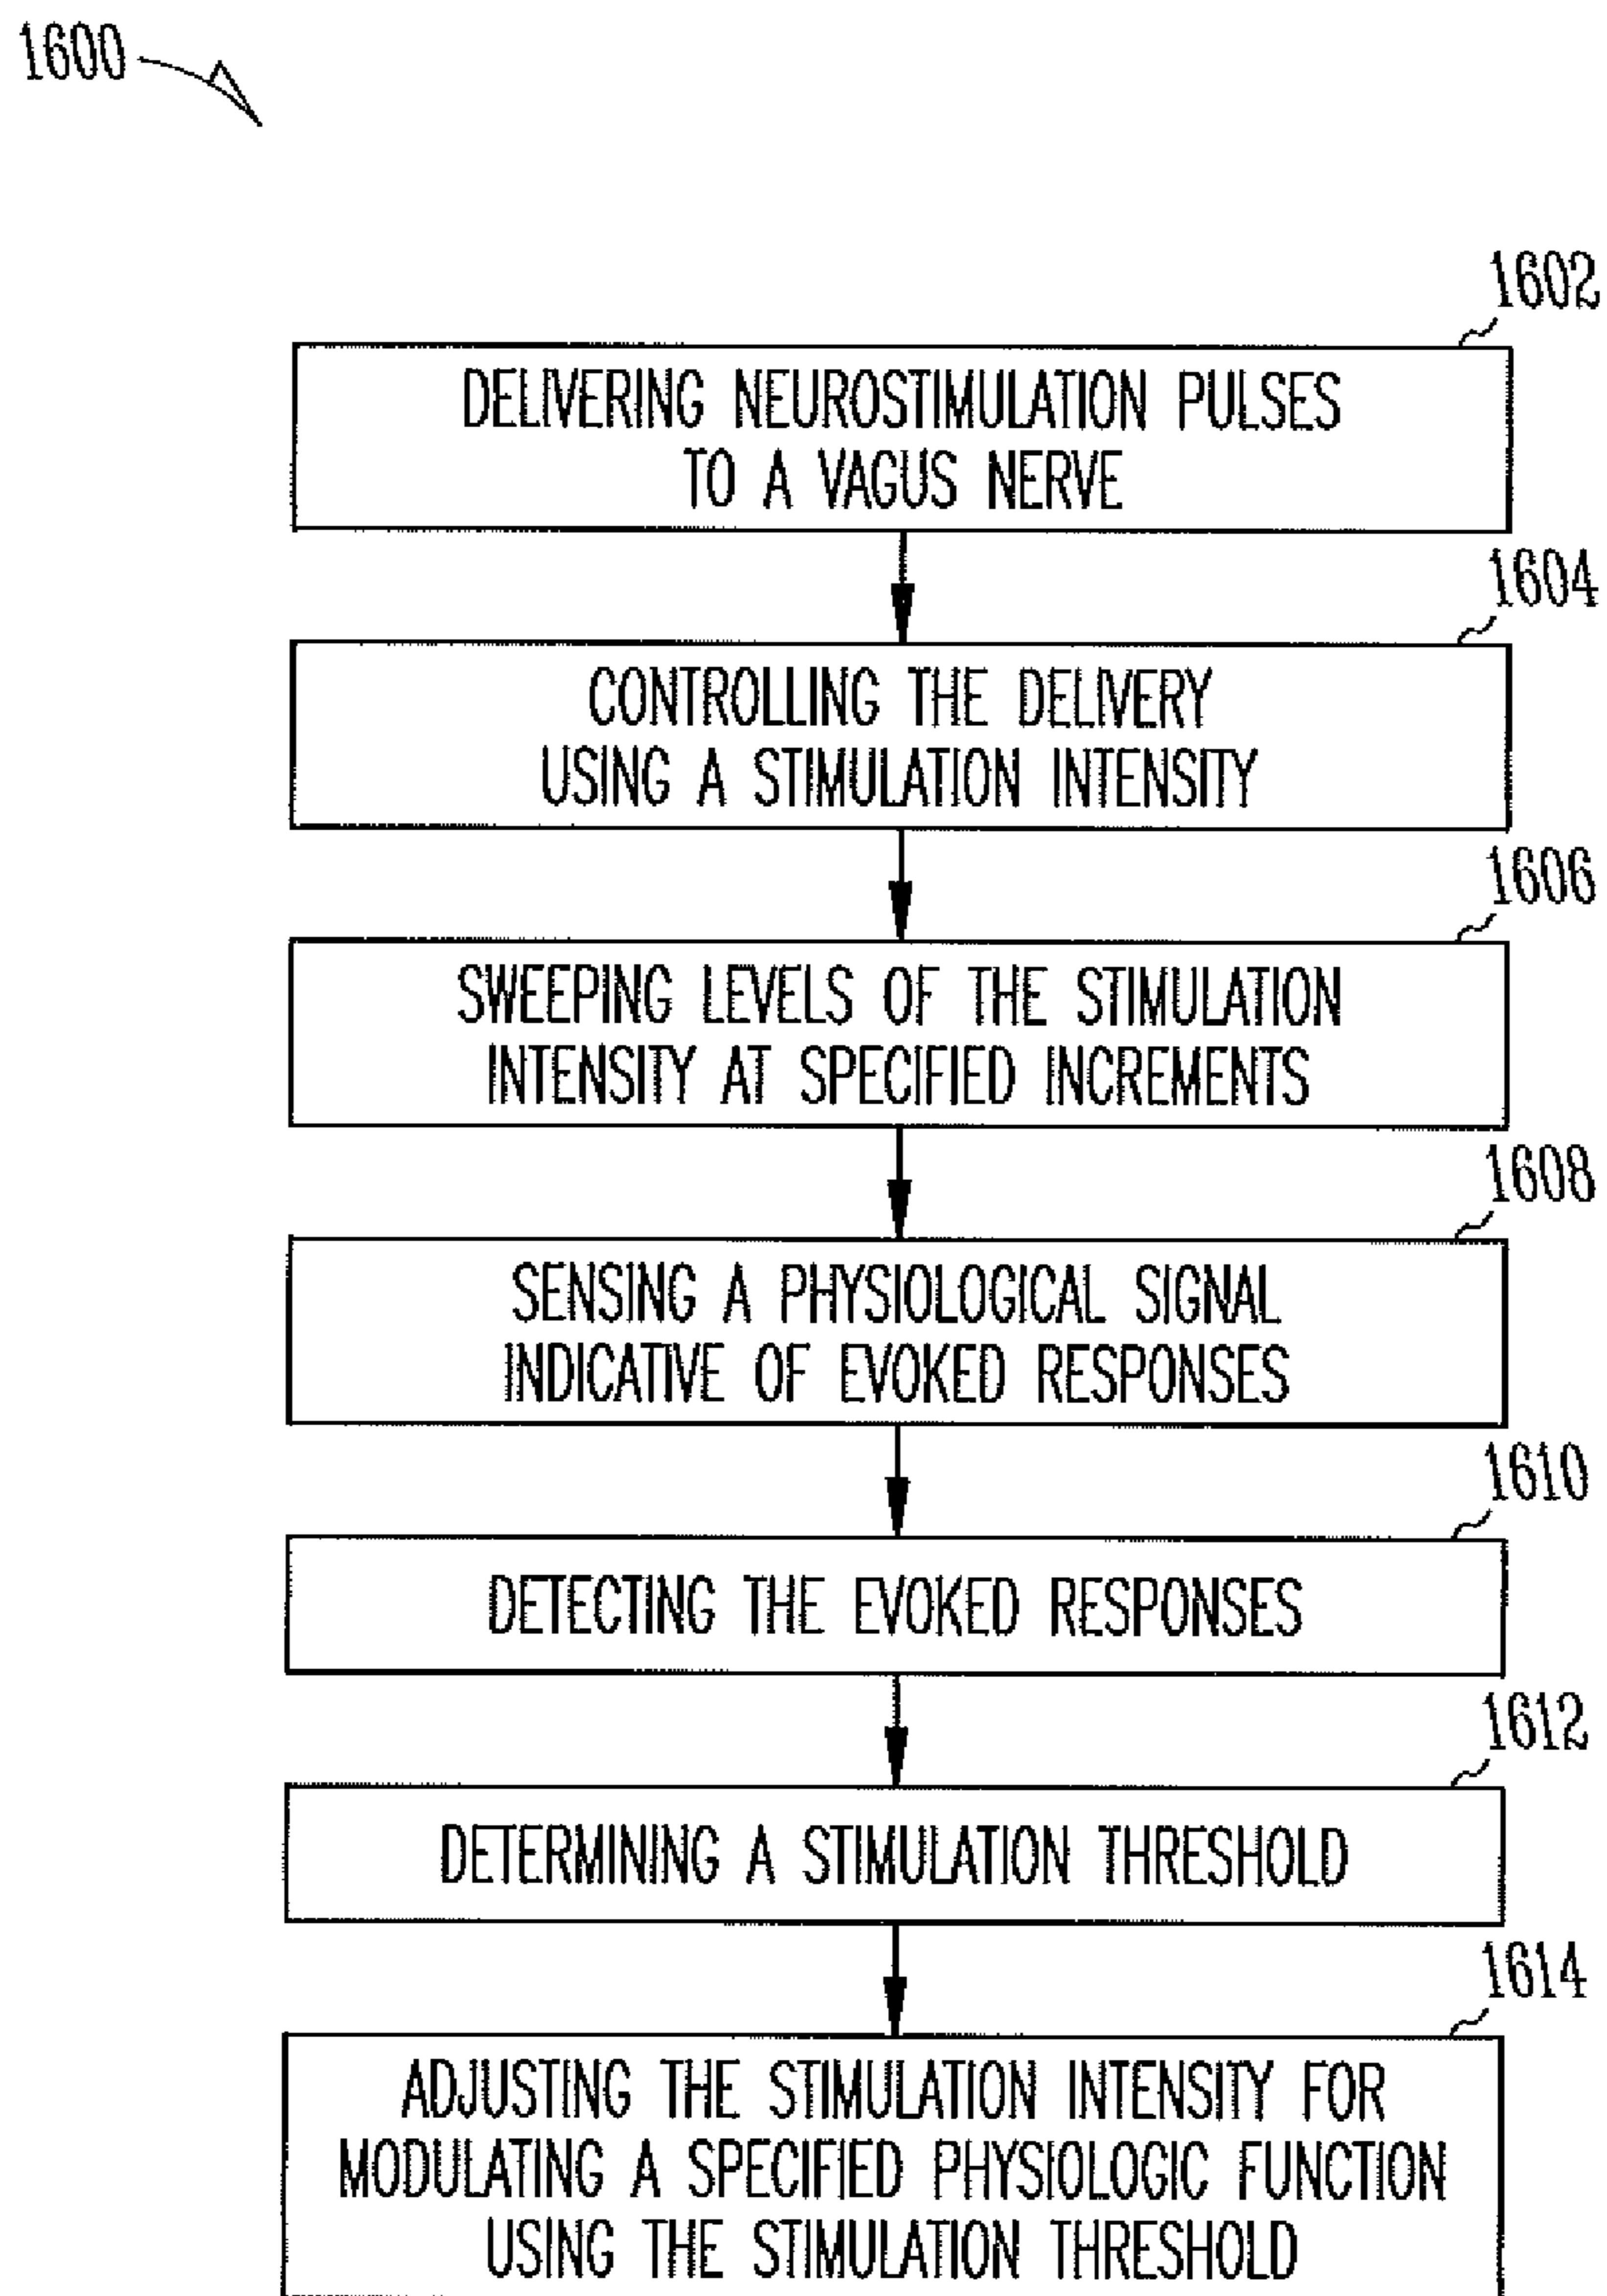 1600
1602
DELIVERING NEUROSTIMULATION PULSES
TO A VAGUS NERVE
1604
CONTROLLING THE DELIVERY
USING A STIMULATION INTENSITY
1606
SWEEPING LEVELS OF THE STIMULATION
INTENSITY AT SPECIFIED INCREMENTS
1608
SENSING A PHYSIOLOGICAL SIGNAL
INDICATIVE OF EVOKED RESPONSES
1610
DETECTING THE EVOKED RESPONSES
1612
DETERMINING A STIMULATION THRESHOLD
1614
ADJUSTING THE STIMULATION INTENSITY FOR
MODULATING A SPECIFIED PHYSIOLOGIC FUNCTION
USING THE STIMULATION THRESHOLD